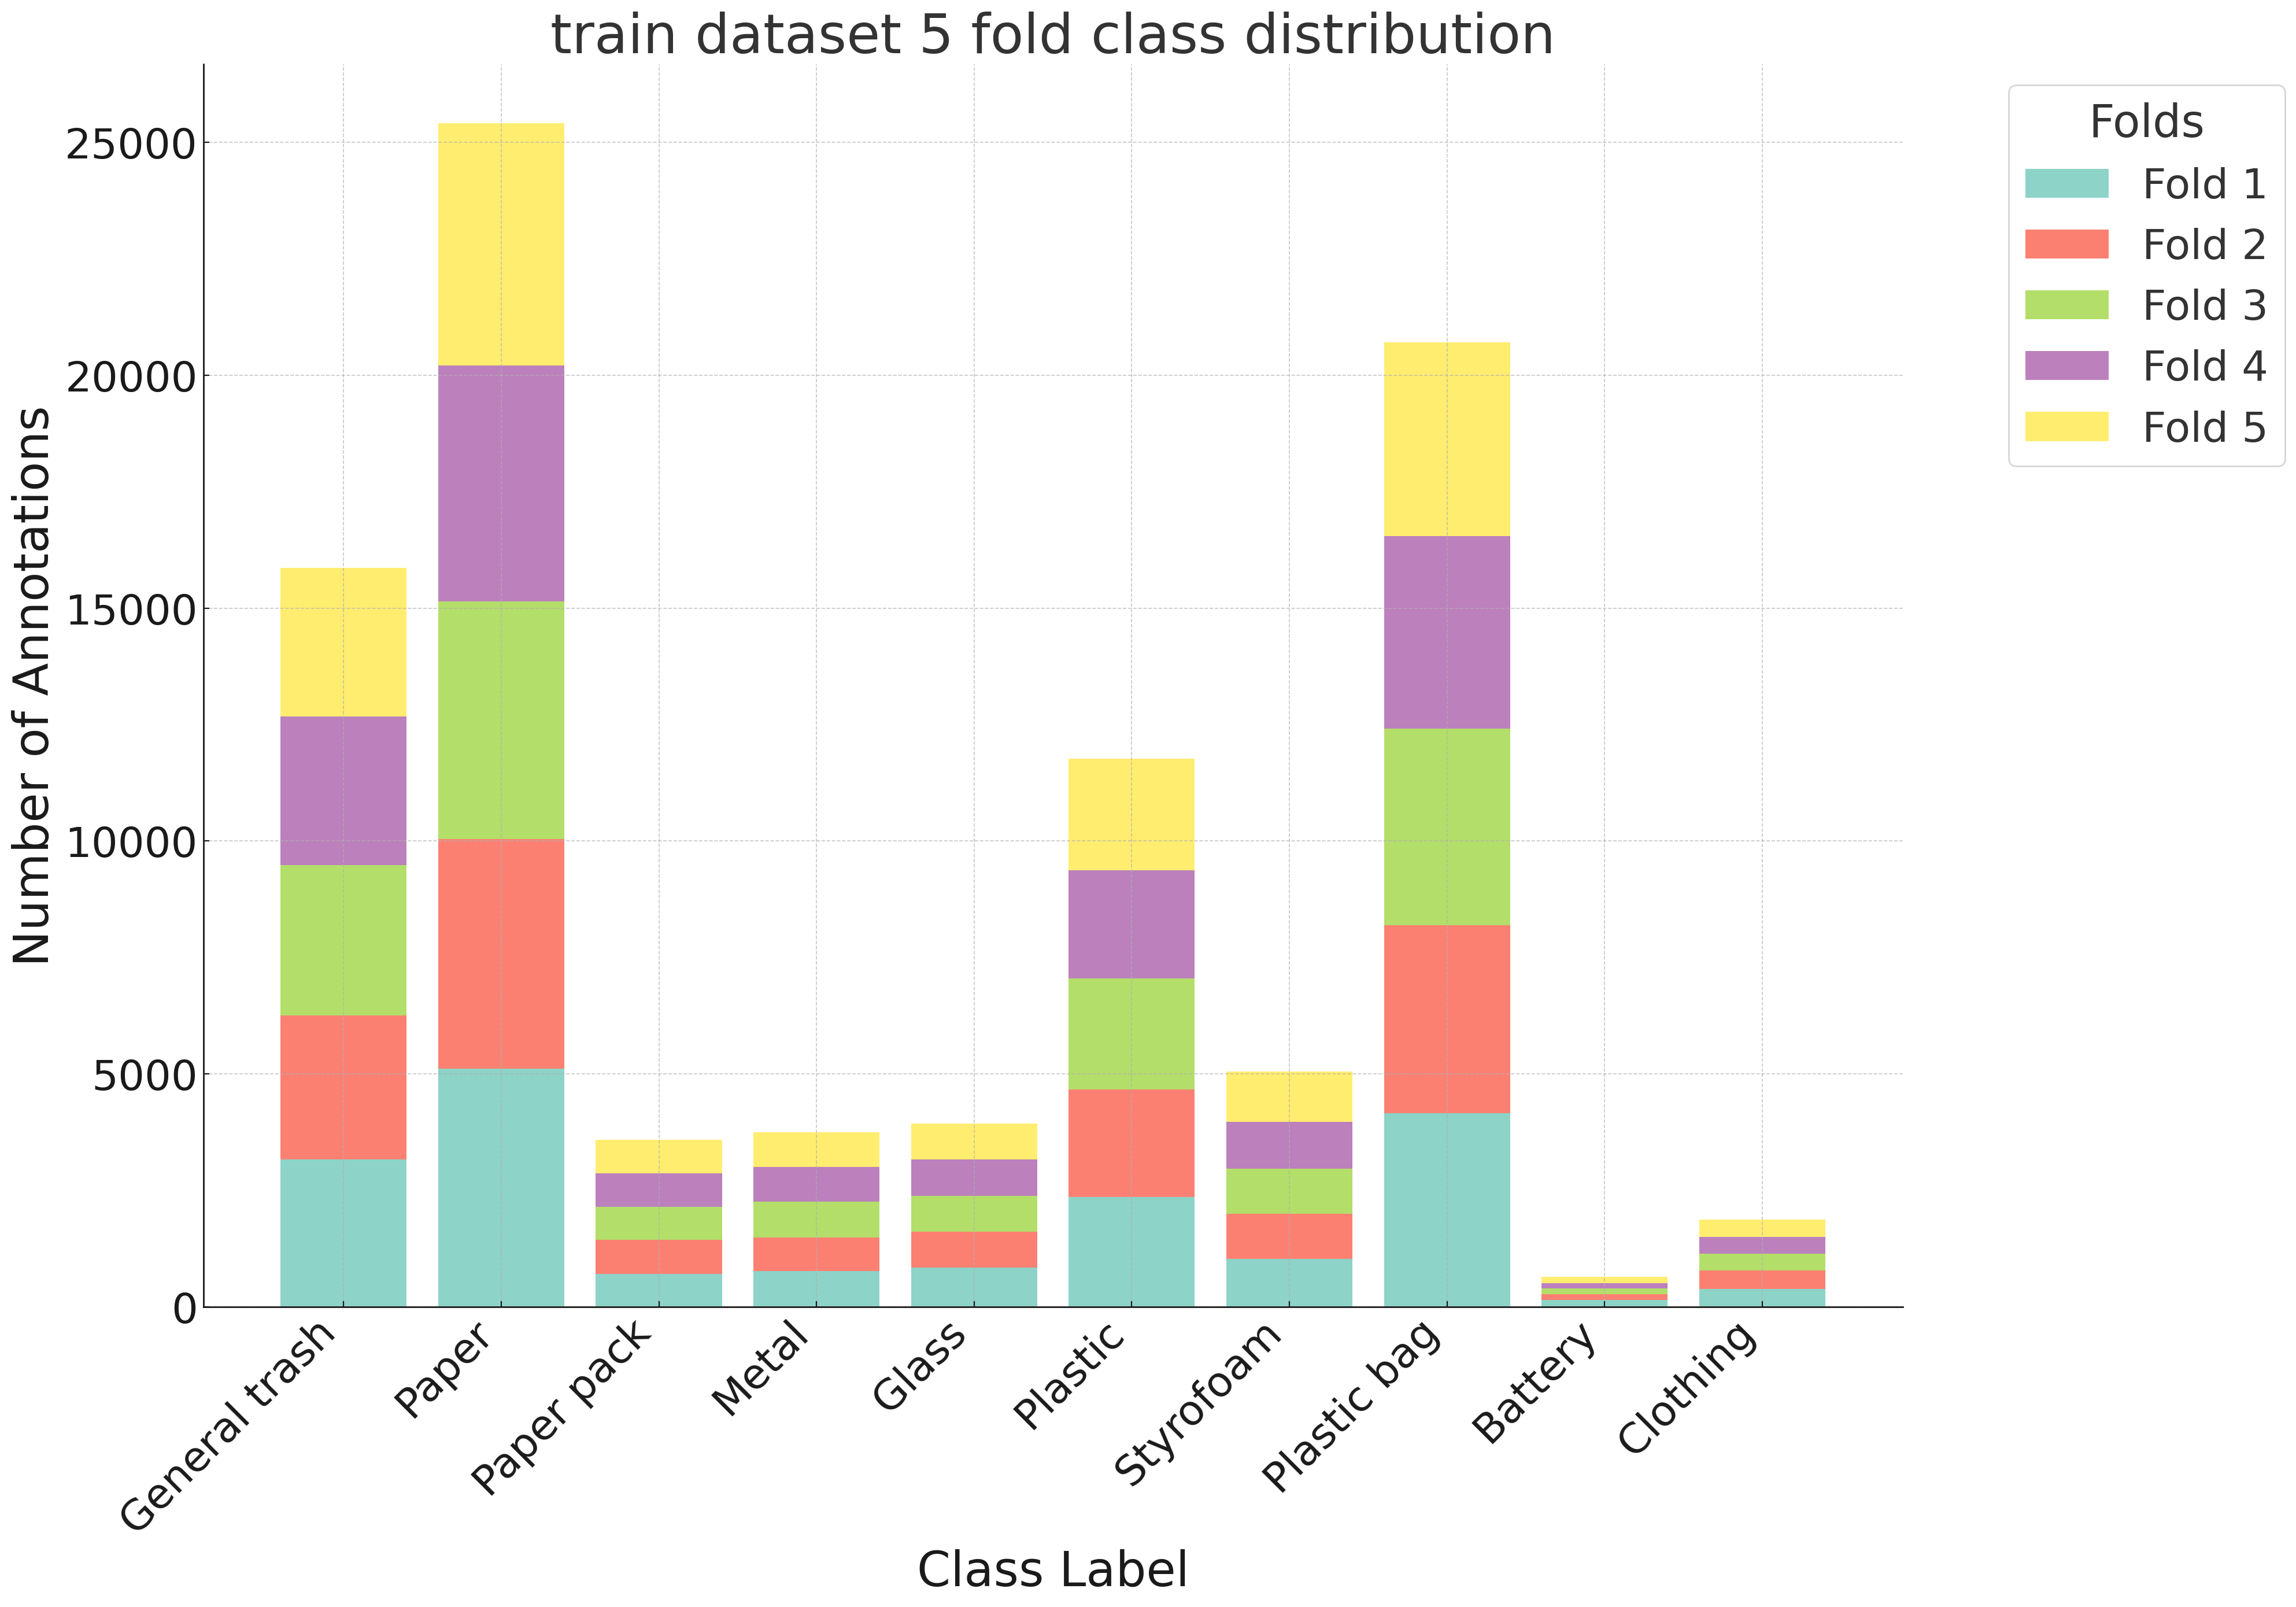 train dataset 5 fold class distribution
Number of Annotations
25000
20000
15000
10000
5000
0
General trash
Paper
Paper pack
Metal
Glass
Plastic
Styrofoam
Plastic bag
Battery
Clothing
Class Label
Folds
Fold 1
Fold 2
Fold 3
Fold 4
Fold 5